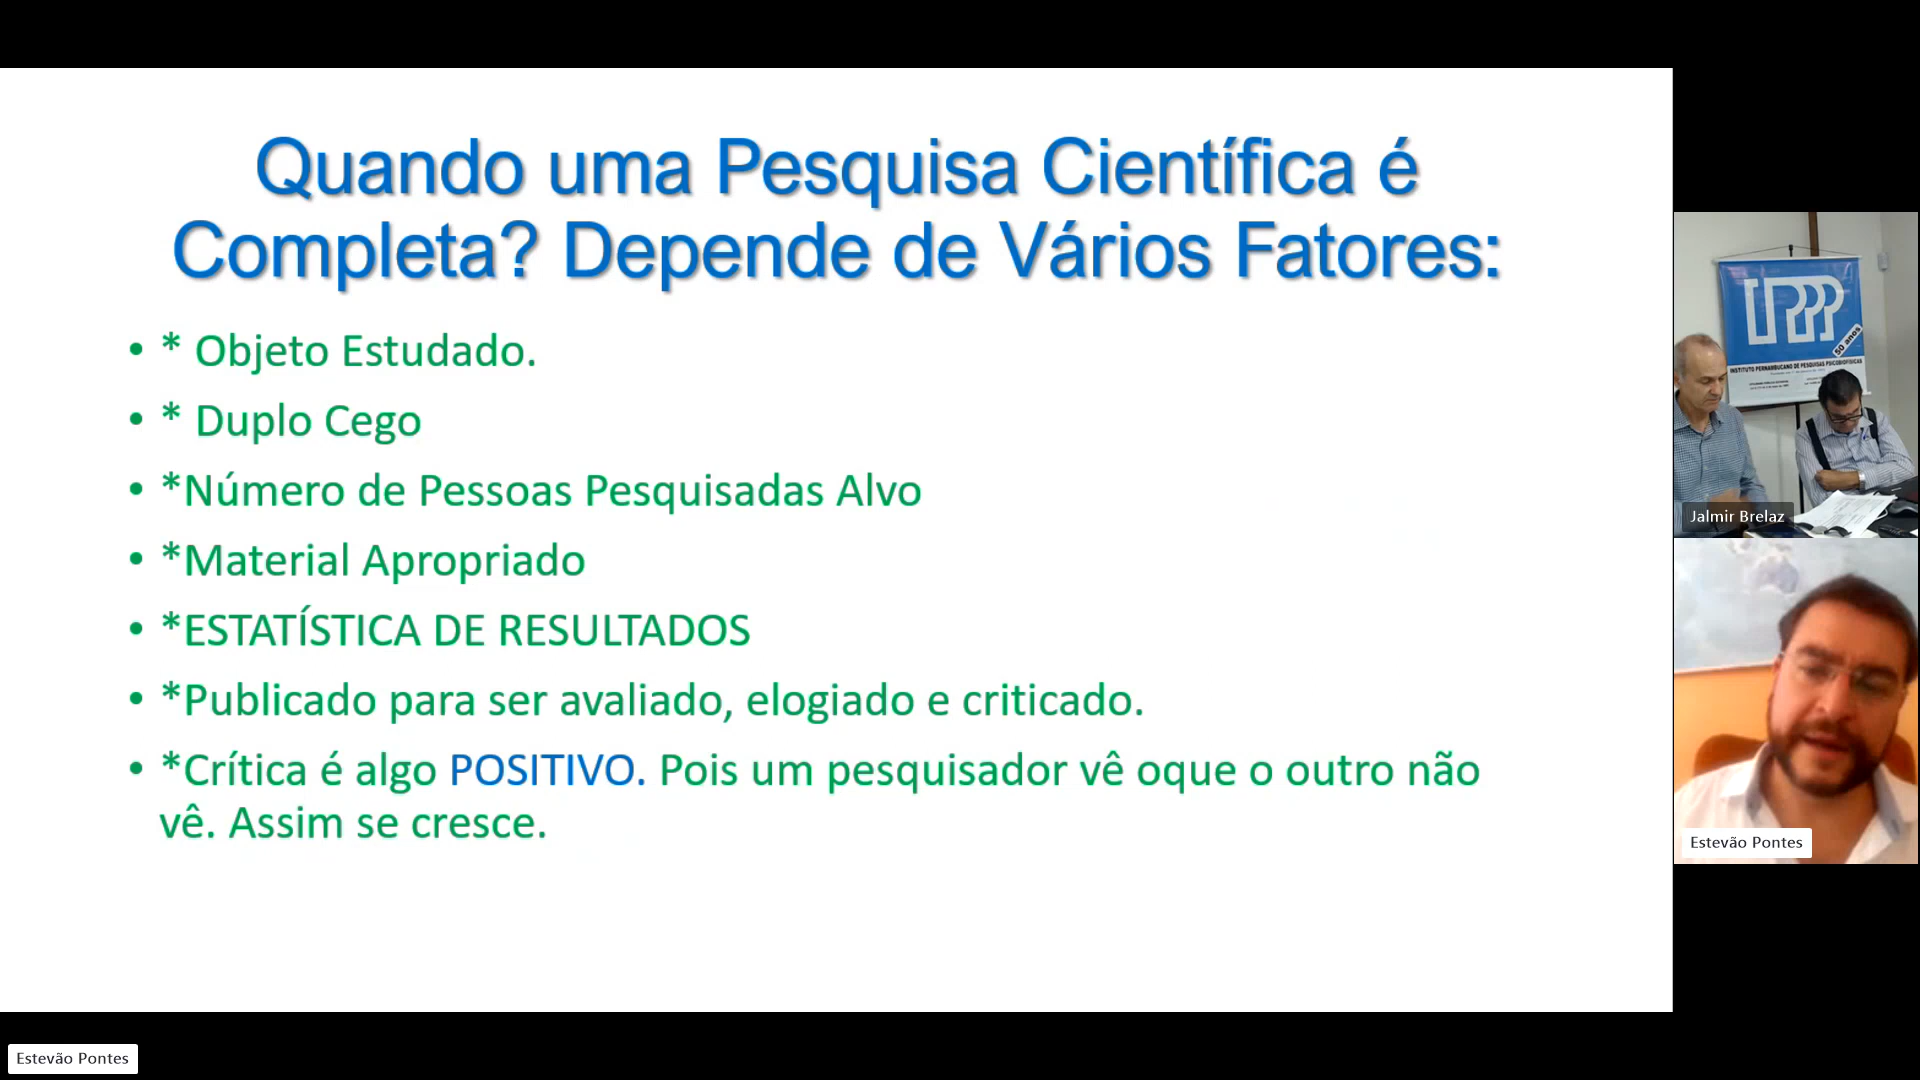 Quando uma Pesquisa Científica é
Completa? Depende de Vários Fatores:
• * Objeto Estudado.
• * Duplo Cego
• *Número de Pessoas Pesquisadas Alvo
• *Material Apropriado
• *ESTATÍSTICA DE RESULTADOS
• *Publicado para ser avaliado, elogiado e criticado.
• *Crítica é algo POSITIVO. Pois um pesquisador vê oque o outro não
vê. Assim se cresce.
IPPP
50 anos
INSTITUTO PERNAMBUCANO DE PESQUISAS PSICOBIOFÍSICAS
Jalmir Brelaz
Estevão Pontes
Estevão Pontes